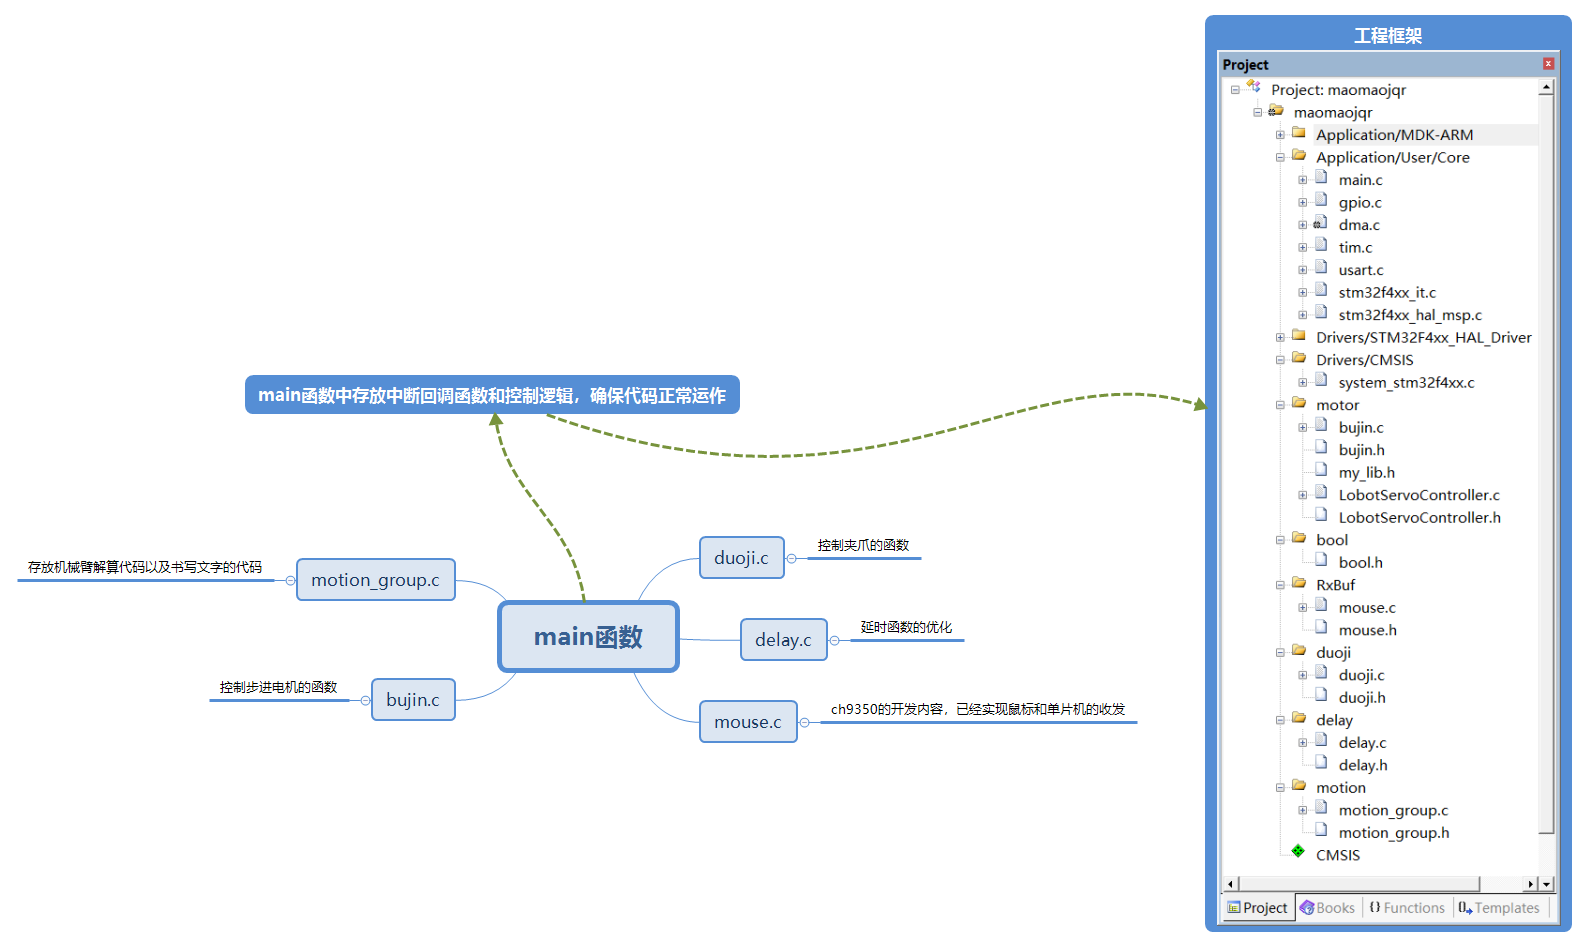 main函数中存放中断回调函数和控制逻辑，确保代码正常运作
存放机械臂解算代码以及书写文字的代码
motion_group.c
控制步进电机的函数
bujin.c
main函数
duoji.c
控制夹爪的函数
delay.c
延时函数的优化
mouse.c
ch9350的开发内容，已经实现鼠标和单片机的收发
工程框架
Project
Project: maomaojqr
maomaojqr
Application/MDK-ARM
Application/User/Core
main.c
gpio.c
dma.c
tim.c
usart.c
stm32f4xx_it.c
stm32f4xx_hal_msp.c
Drivers/STM32F4xx_HAL_Driver
Drivers/CMSIS
system_stm32f4xx.c
motor
bujin.c
bujin.h
my_lib.h
LobotServoController.c
LobotServoController.h
bool
bool.h
RxBuf
mouse.c
mouse.h
duoji
duoji.c
duoji.h
delay
delay.c
delay.h
motion
motion_group.c
motion_group.h
CMSIS
Project Books {} Functions 0 Templates